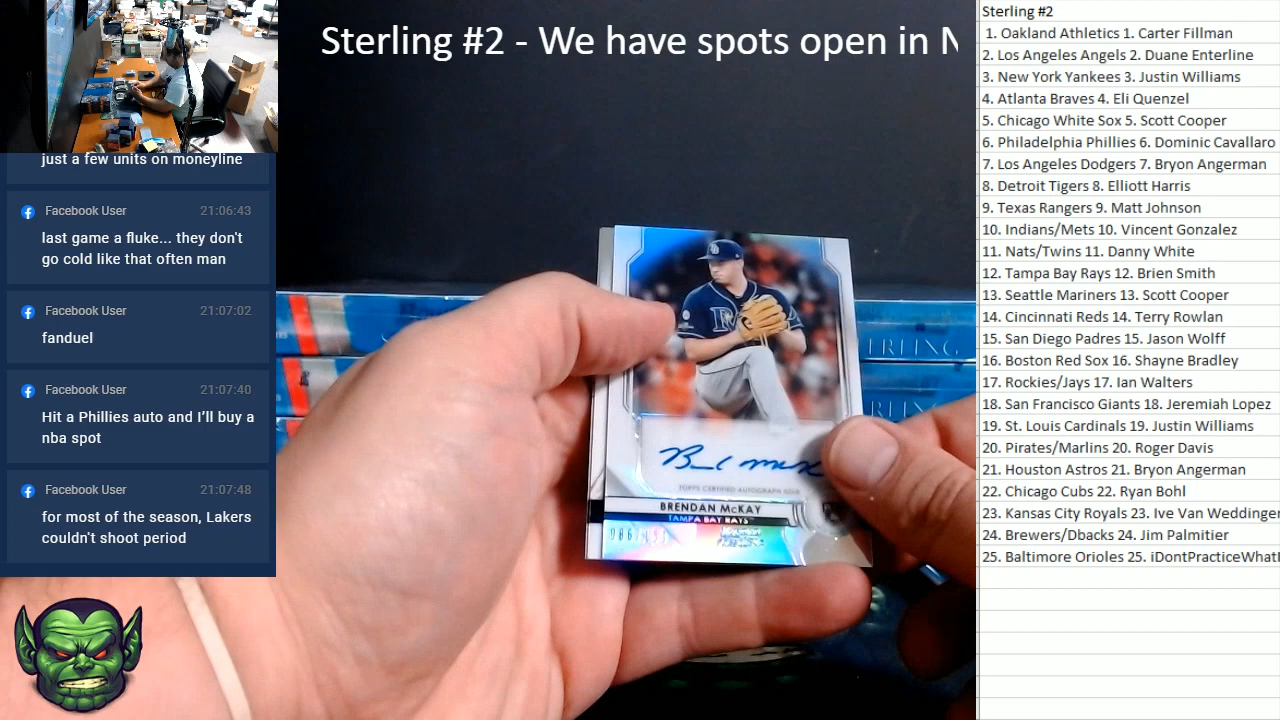 Sterling #2 - We have spots open in N
just a few units on moneyline
Facebook User 21:06:43
last game a fluke... they don't
go cold like that often man
Facebook User 21:07:02
fanduel
Facebook User 21:07:40
Hit a Phillies auto and I'll buy a
nba spot
Facebook User 21:07:48
for most of the season, Lakers
couldn't shoot period
TOPPS CERTIFIED AUTOGRAPH ISSUE
BRENDAN McKAY
TAMPA BAY RAYS
ERLING
Sterling #2
1. Oakland Athletics 1. Carter Fillman
2. Los Angeles Angels 2. Duane Enterline
3. New York Yankees 3. Justin Williams
4. Atlanta Braves 4. Eli Quenzel
5. Chicago White Sox 5. Scott Cooper
6. Philadelphia Phillies 6. Dominic Cavallaro
7. Los Angeles Dodgers 7. Bryon Angerman
8. Detroit Tigers 8. Elliott Harris
9. Texas Rangers 9. Matt Johnson
10. Indians/Mets 10. Vincent Gonzalez
11. Nats/Twins 11. Danny White
12. Tampa Bay Rays 12. Brien Smith
13. Seattle Mariners 13. Scott Cooper
14. Cincinnati Reds 14. Terry Rowlan
15. San Diego Padres 15. Jason Wolff
16. Boston Red Sox 16. Shayne Bradley
17. Rockies/Jays 17. Ian Walters
18. San Francisco Giants 18. Jeremiah Lopez
19. St. Louis Cardinals 19. Justin Williams
20. Pirates/Marlins 20. Roger Davis
21. Houston Astros 21. Bryon Angerman
22. Chicago Cubs 22. Ryan Bohl
23. Kansas City Royals 23. Ive Van Weddinger
24. Brewers/Dbacks 24. Jim Palmitier
25. Baltimore Orioles 25. iDontPracticeWhatI